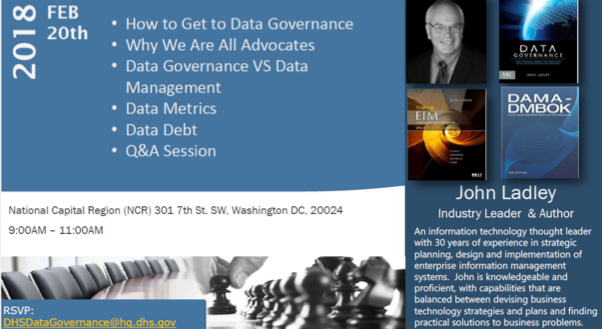 2018
FEB
20th
• How to Get to Data Governance
• Why We Are All Advocates
• Data Governance VS Data
Management
• Data Metrics
• Data Debt
• Q&A Session
National Capital Region (NCR) 301 7th St. SW, Washington DC, 20024
9:00AM – 11:00AM
RSVP:
DHSDataGovernance@hq.dhs.gov
DATA
GOVERNANCE
JOHN LADLEY
EIM
DAMA-
DMBOK
John Ladley
Industry Leader & Author
An information technology thought leader
with 30 years of experience in strategic
planning, design and implementation of
enterprise information management
systems. John is knowledgeable and
proficient, with capabilities that are
balanced between devising business
technology strategies and plans and finding
practical solutions to business problems.